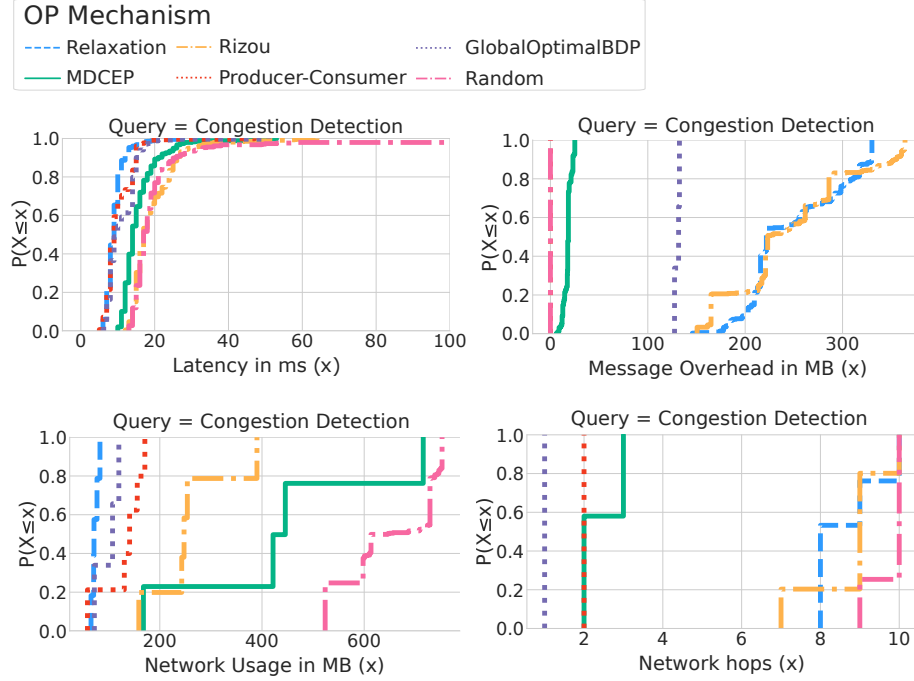 OP Mechanism
Relaxation
Rizou
GlobalOptimalBDP
MDCEP
Producer-Consumer
Random
Query = Congestion Detection
P(X≤x)
1.0
0.8
0.6
0.4
0.2
0.0
0 20 40 60 80 100
Latency in ms (x)
Query = Congestion Detection
P(X≤x)
1.0
0.8
0.6
0.4
0.2
0.0
0 100 200 300
Message Overhead in MB (x)
Query = Congestion Detection
P(X≤x)
1.0
0.8
0.6
0.4
0.2
0.0
200 400 600
Network Usage in MB (x)
Query = Congestion Detection
P(X≤x)
1.0
0.8
0.6
0.4
0.2
0.0
2 4 6 8 10
Network hops (x)